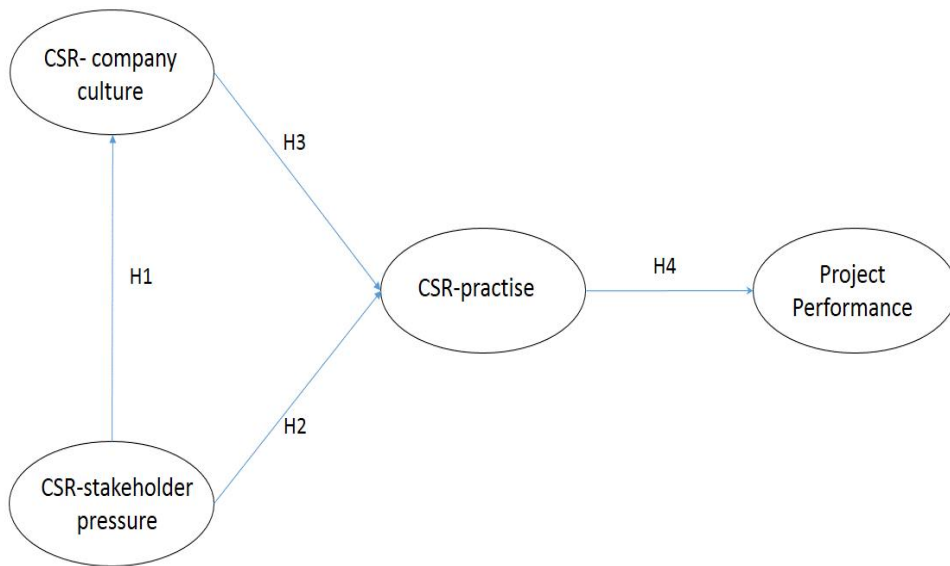 CSR- company
culture
H3
H1
CSR-practise
H4
Project
Performance
H2
CSR-stakeholder
pressure